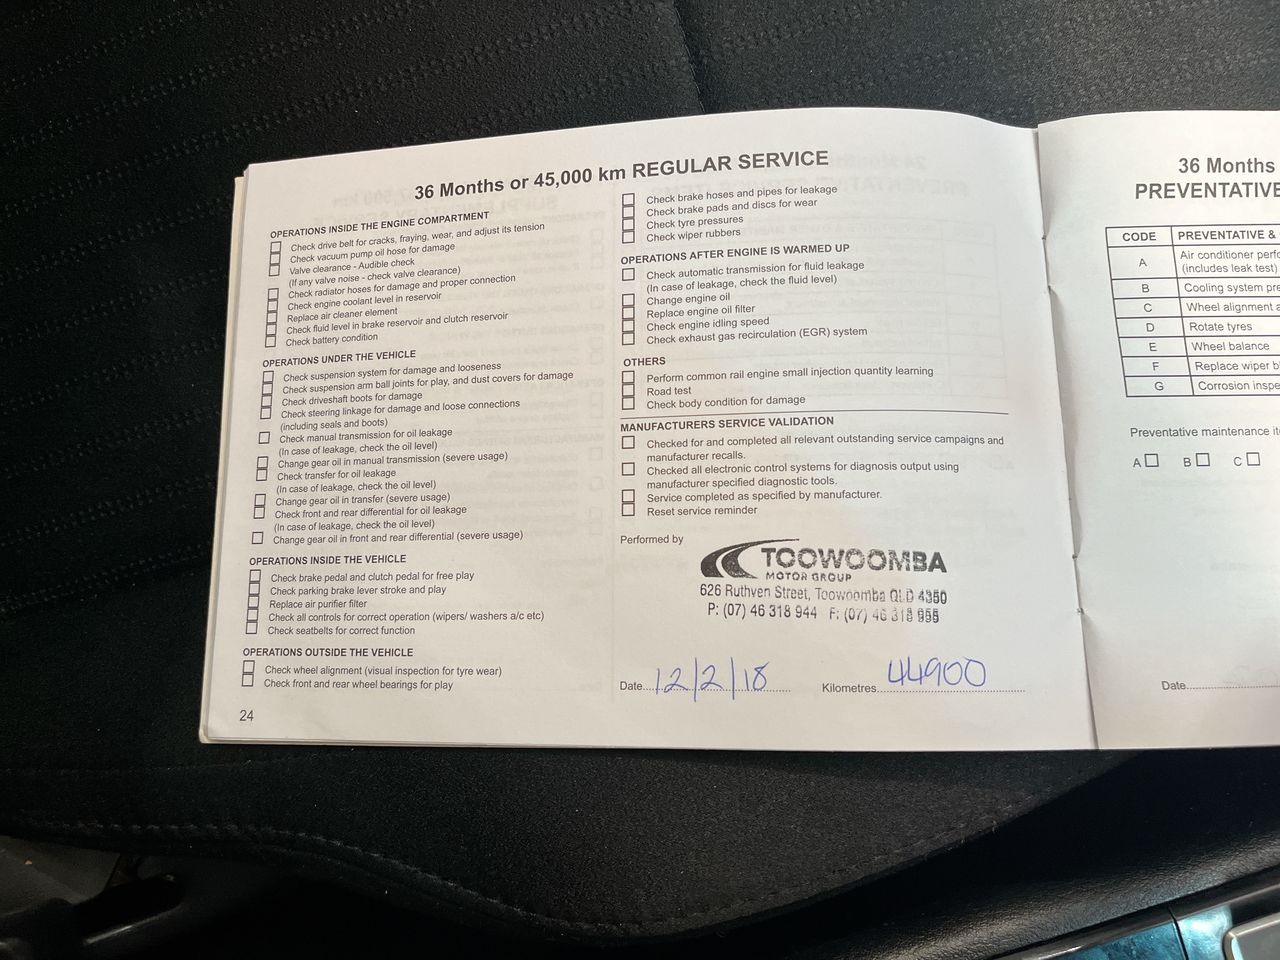 36 Months or 45,000 km REGULAR SERVICE
OPERATIONS INSIDE THE ENGINE COMPARTMENT
Check drive belt for cracks, fraying, wear, and adjust its tension
Check vacuum pump oil hose for damage
Valve clearance - Audible check
(If any valve noise - check valve clearance)
Check radiator hoses for damage and proper connection
Check engine coolant level in reservoir
Replace air cleaner element
Check fluid level in brake reservoir and clutch reservoir
Check battery condition
OPERATIONS UNDER THE VEHICLE
Check suspension system for damage and looseness
Check suspension arm ball joints for play, and dust covers for damage
Check driveshaft boots for damage
Check steering linkage for damage and loose connections
(including seals and boots)
Check manual transmission for oil leakage
(In case of leakage, check the oil level)
Change gear oil in manual transmission (severe usage)
Check transfer for oil leakage
(In case of leakage, check the oil level)
Change gear oil in transfer (severe usage)
Check front and rear differential for oil leakage
(In case of leakage, check the oil level)
Change gear oil in front and rear differential (severe usage)
OPERATIONS INSIDE THE VEHICLE
Check brake pedal and clutch pedal for free play
Check parking brake lever stroke and play
Replace air purifier filter
Check all controls for correct operation (wipers/ washers a/c etc)
Check seatbelts for correct function
OPERATIONS OUTSIDE THE VEHICLE
Check wheel alignment (visual inspection for tyre wear)
Check front and rear wheel bearings for play
24
Check brake hoses and pipes for leakage
Check brake pads and discs for wear
Check tyre pressures
Check wiper rubbers
OPERATIONS AFTER ENGINE IS WARMED UP
Check automatic transmission for fluid leakage
(In case of leakage, check the fluid level)
Change engine oil
Replace engine oil filter
Check engine idling speed
Check exhaust gas recirculation (EGR) system
OTHERS
Perform common rail engine small injection quantity learning
Road test
Check body condition for damage
MANUFACTURERS SERVICE VALIDATION
Checked for and completed all relevant outstanding service campaigns and
manufacturer recalls.
Checked all electronic control systems for diagnosis output using
manufacturer specified diagnostic tools.
Service completed as specified by manufacturer.
Reset service reminder
Performed by
TOOWOOMBA
MOTOR GROUP
626 Ruthven Street, Toowoomba QLD 4350
P: (07) 46 318 944 F: (07) 46 318 955
Date 12/2/18 Kilometres 44900
36 Months
PREVENTATIVE
CODE PREVENTATIVE &
A Air conditioner perfo
(includes leak test)
B Cooling system pre
C Wheel alignment a
D Rotate tyres
E Wheel balance
F Replace wiper b
G Corrosion inspe
Preventative maintenance it
A B C
Date